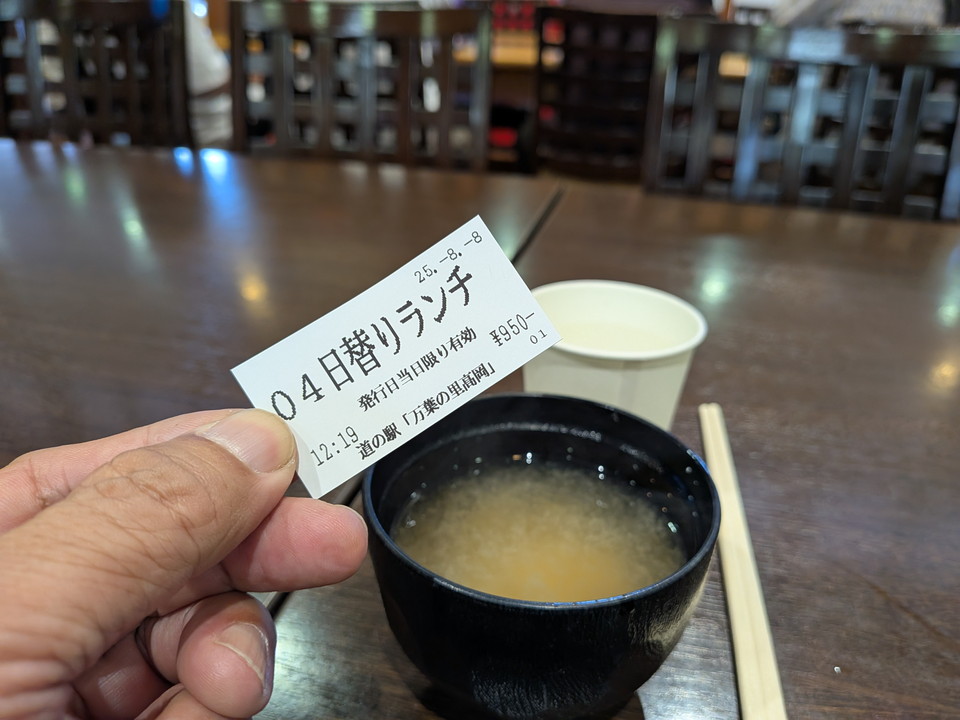 25.-8.-8
04日替りランチ
発行日当日限り有効 ¥950-
01
12:19 道の駅「万葉の里高岡」